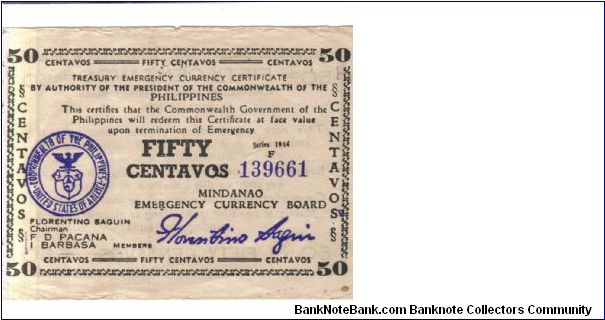 50 50
CENTAVOS FIFTY CENTAVOS CENTAVOS
TREASURY EMERGENCY CURRENCY CERTIFICATE
BY AUTHORITY OF THE PRESIDENT OF THE COMMONWEALTH OF THE
PHILIPPINES
This certifies that the Commonwealth Government of the
Philippines will redeem this Certificate at face value
upon termination of Emergency
§CENTAVOS§
§CENTAVOS§
FIFTY Series 1944
F
CENTAVOS 139661
COMMONWEALTH OF THE PHILIPPINES
UNITED STATES OF AMERICA
MINDANAO
EMERGENCY CURRENCY BOARD
FLORENTINO SAGUIN
Chairman
F D PACANA
I BARBASA MEMBERS
Florentino Saguin
CENTAVOS FIFTY CENTAVOS CENTAVOS
50 50
BankNoteBank.com Banknote Collectors Community